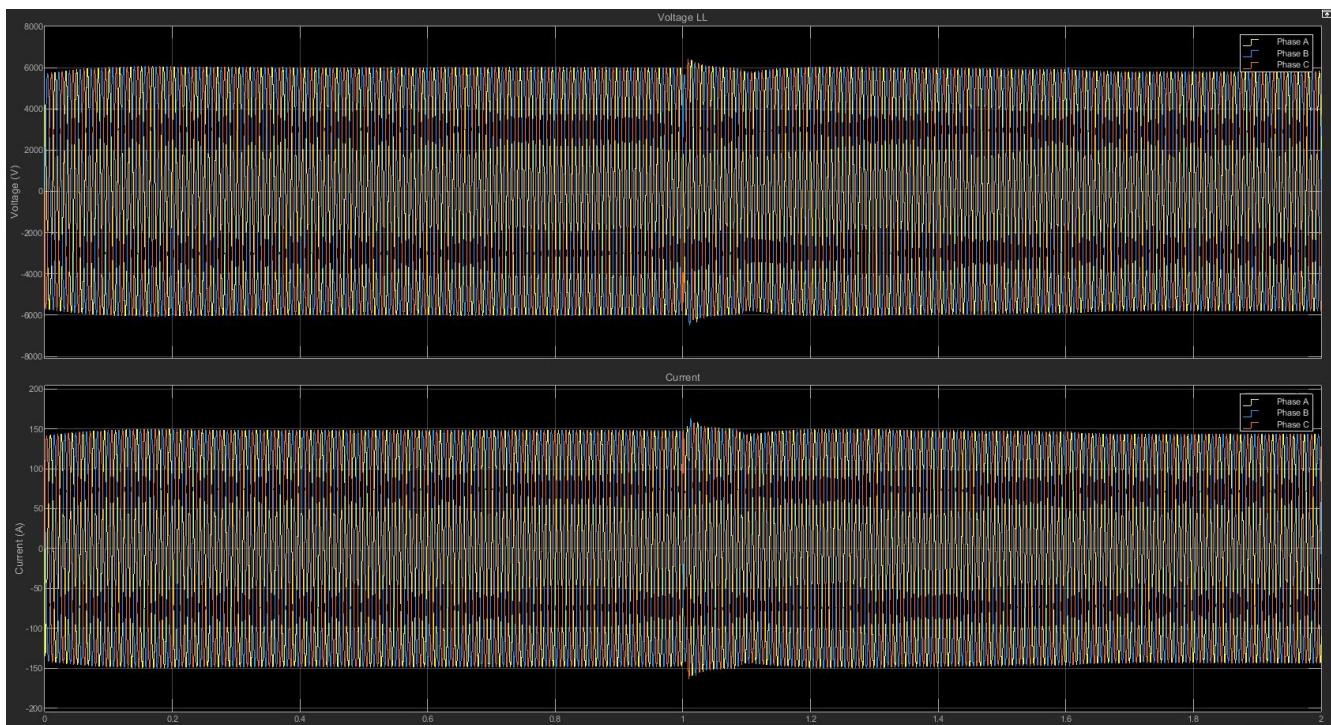 Voltage LL
8000
6000
4000
2000
0
-2000
-4000
-6000
-8000
Voltage (V)
Phase A
Phase B
Phase C
Current
200
150
100
50
0
-50
-100
-150
-200
Current (A)
Phase A
Phase B
Phase C
0 0.2 0.4 0.6 0.8 1 1.2 1.4 1.6 1.8 2